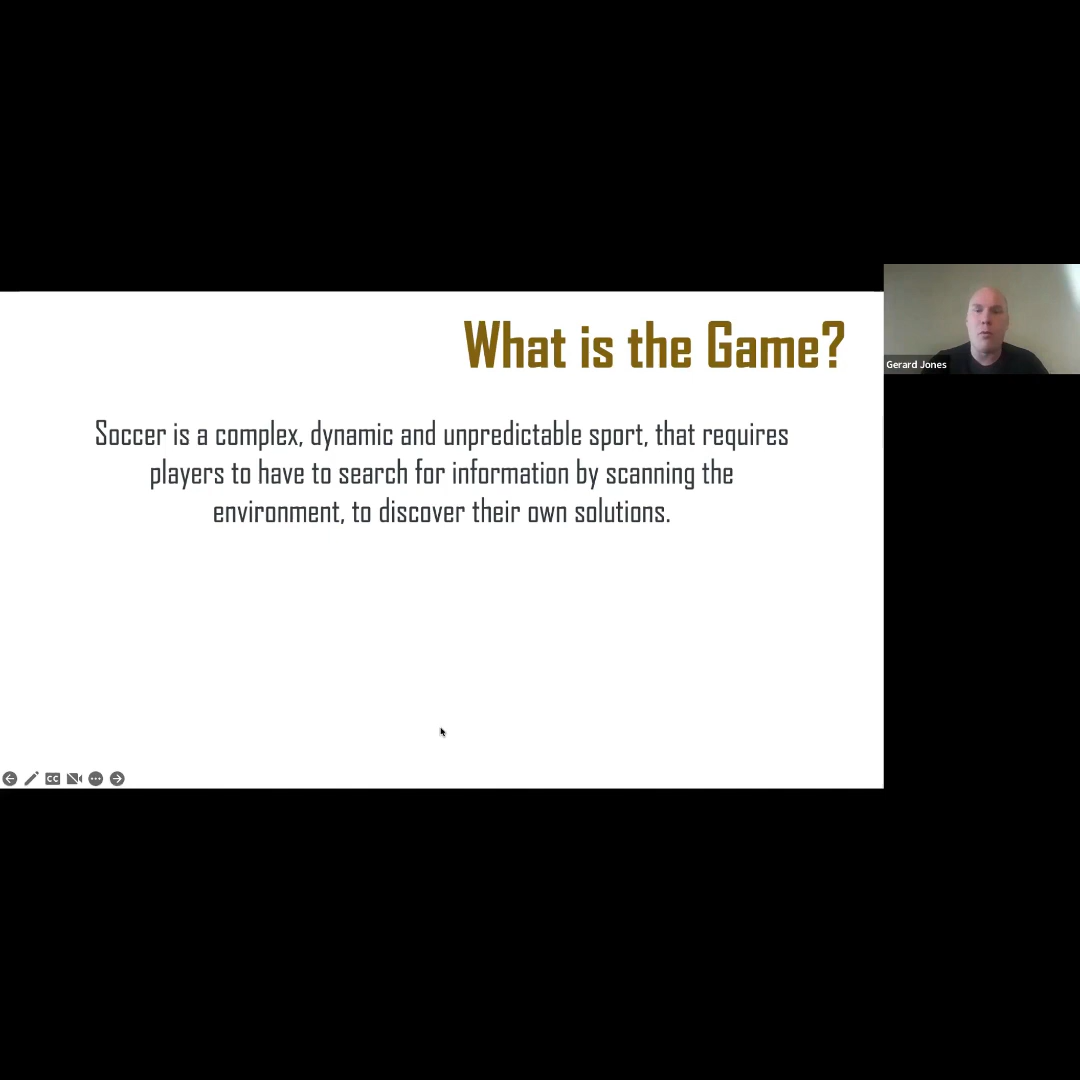 What is the Game?
Gerard Jones
Soccer is a complex, dynamic and unpredictable sport, that requires
players to have to search for information by scanning the
environment, to discover their own solutions.
CC